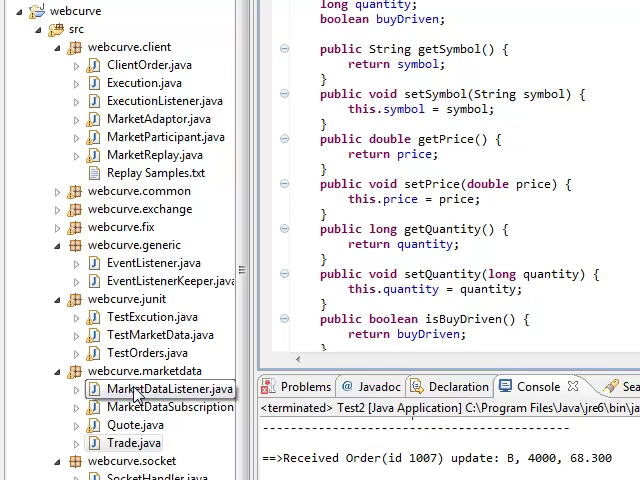 webcurve
src
webcurve.client
ClientOrder.java
Execution.java
ExecutionListener.java
MarketAdaptor.java
MarketParticipant.java
MarketReplay.java
Replay Samples.txt
webcurve.common
webcurve.exchange
webcurve.fix
webcurve.generic
EventListener.java
EventListenerKeeper.java
webcurve.junit
TestExcution.java
TestMarketData.java
TestOrders.java
webcurve.marketdata
MarketDataListener.java
MarketDataSubscription
Quote.java
Trade.java
webcurve.socket
SocketHandler.java
long quantity;
boolean buyDriven;
public String getSymbol() {
return symbol;
}
public void setSymbol(String symbol) {
this.symbol = symbol;
}
public double getPrice() {
return price;
}
public void setPrice(double price) {
this.price = price;
}
public long getQuantity() {
return quantity;
}
public void setQuantity(long quantity) {
this.quantity = quantity;
}
public boolean isBuyDriven() {
return buyDriven;
}
Problems @ Javadoc Declaration Console Sea
<terminated> Test2 [Java Application] C:\Program Files\Java\jre6\bin\ja
--------------------------------------------
==>Received Order(id 1007) update: B, 4000, 68.300